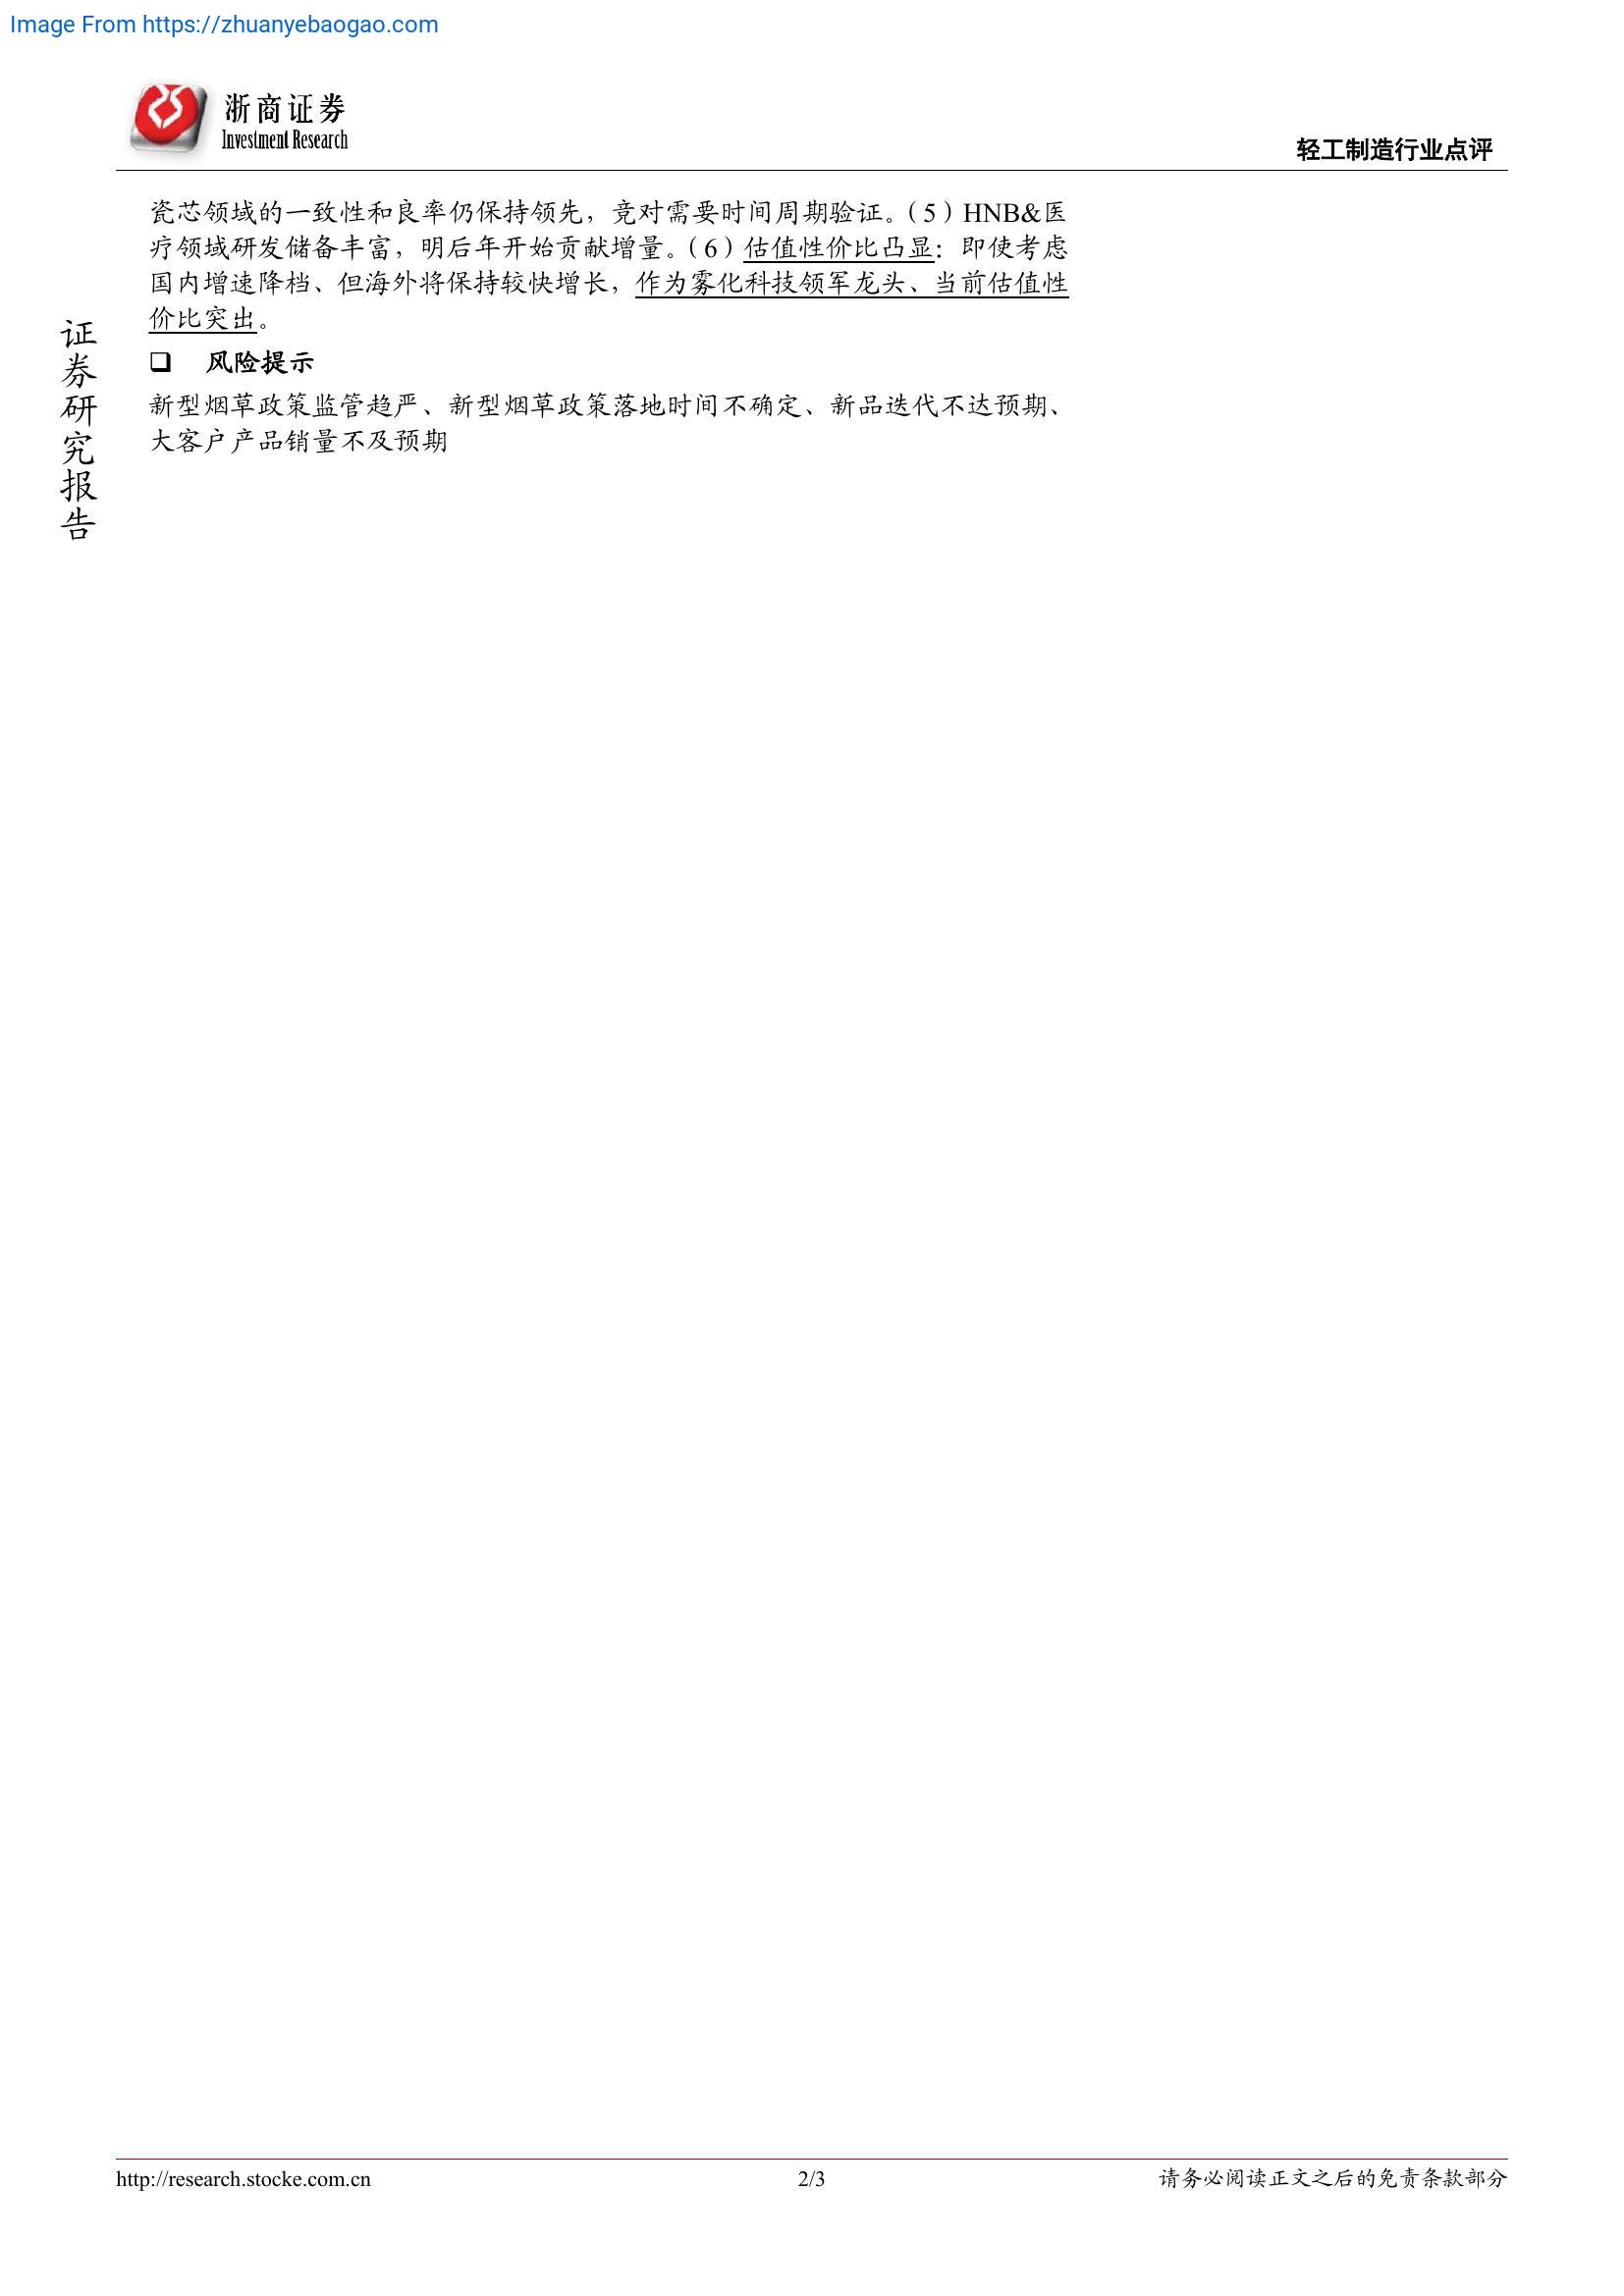 Image From https://zhuanyebaogao.com
浙商证券
Investment Research
轻工制造行业点评
证券研究报告
瓷芯领域的一致性和良率仍保持领先，竞对需要时间周期验证。（5）HNB&医
疗领域研发储备丰富，明后年开始贡献增量。（6）估值性价比凸显：即使考虑
国内增速降档、但海外将保持较快增长，作为雾化科技领军龙头、当前估值性
价比突出。
❑ 风险提示
新型烟草政策监管趋严、新型烟草政策落地时间不确定、新品迭代不达预期、
大客户产品销量不及预期
http://research.stocke.com.cn
2/3
请务必阅读正文之后的免责条款部分